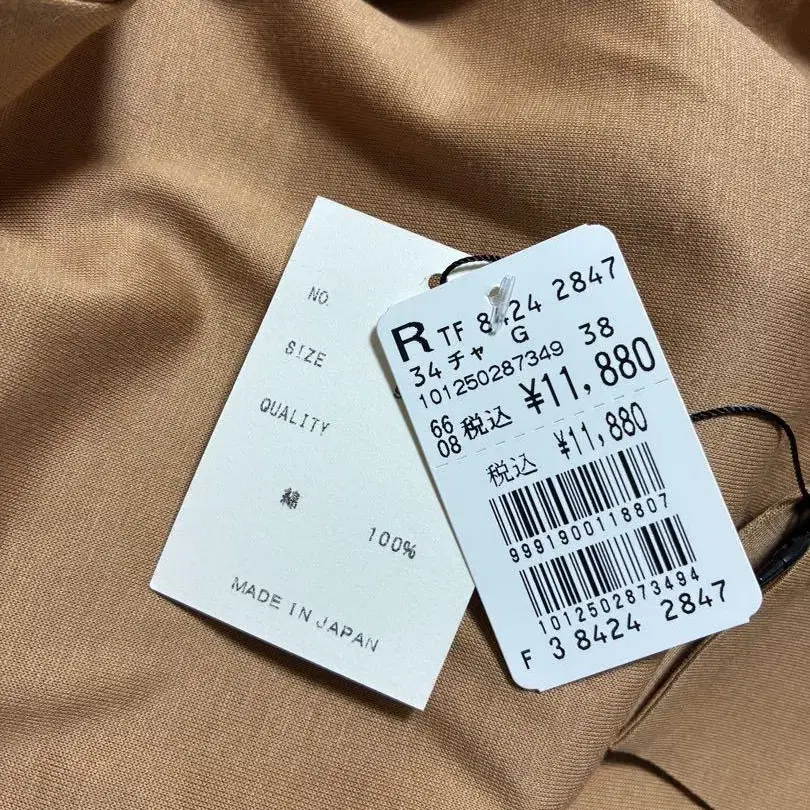 NO.
SIZE
QUALITY
綿
100%
MADE IN JAPAN
R TF 8424 2847
34 チャ G 38
101250287349
66
08 税込 ¥11,880
税込 ¥11,880
9991900118807
1012502873494
F 3 8424 2847